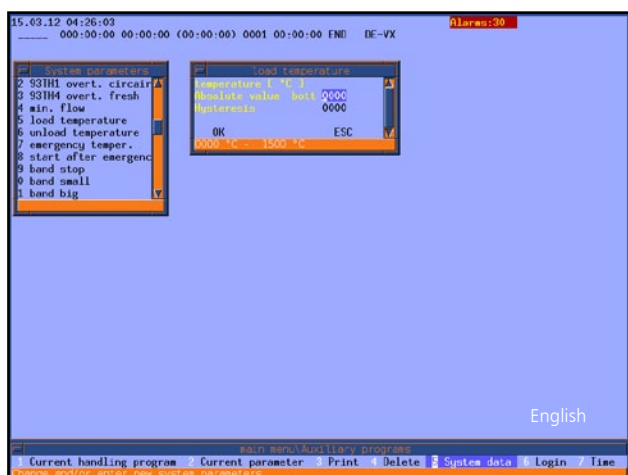 15.03.12 04:26:03
Alarms:30
_____ 000:00:00 00:00:00 (00:00:00) 0001 00:00:00 END DE-VX
System parameters
2 93TH1 overt. circair
3 93TH4 overt. fresh
4 min. flow
5 load temperature
6 unload temperature
7 emergency temper.
8 start after emergenc
9 band stop
0 band small
1 band big
load temperature
temperature [ °C ]
Absolute value bott 0000
Hysteresis 0000
OK ESC
0000 °C - 1500 °C
English
main menu\Auxiliary programs
1 Current handling program 2 Current parameter 3 Print 4 Delete 5 System data 6 Login 7 Time
Change and/or enter new system parameters